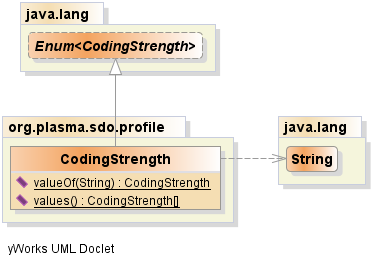 java.lang
Enum<CodingStrength>
org.plasma.sdo.profile
java.lang
CodingStrength
String
valueOf(String) : CodingStrength
values() : CodingStrength[]
yWorks UML Doclet